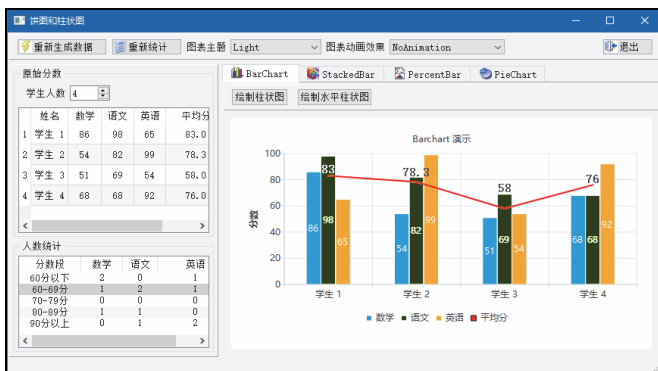 饼图和柱状图
重新生成数据 重新统计 图表主题 Light 图表动画效果 NoAnimation 退出
原始分数
学生人数 4
姓名 数学 语文 英语 平均分
1 学生 1 86 98 65 83.0
2 学生 2 54 82 99 78.3
3 学生 3 51 69 54 58.0
4 学生 4 68 68 92 76.0
人数统计
分数段 数学 语文 英语
60分以下 2 0 1
60-69分 1 2 1
70-79分 0 0 0
80-89分 1 1 0
90分以上 0 1 2
BarChart StackedBar PercentBar PieChart
绘制柱状图 绘制水平柱状图
Barchart 演示
分数
100
80
60
40
20
0
83 78.3 58 76
86 98 65 54 82 99 51 69 54 68 68 92
学生 1 学生 2 学生 3 学生 4
数学 语文 英语 平均分